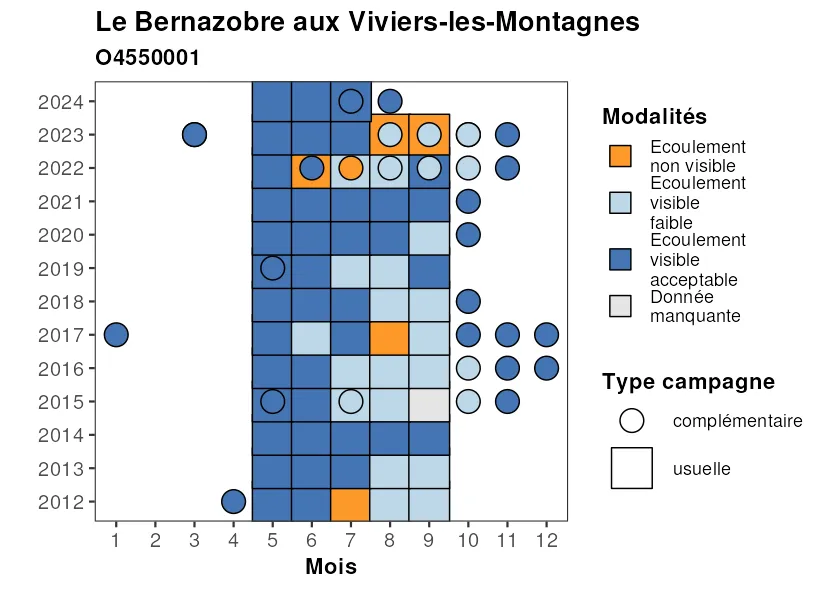 Le Bernazobre aux Viviers-les-Montagnes
O4550001
2024
2023
2022
2021
2020
2019
2018
2017
2016
2015
2014
2013
2012
1 2 3 4 5 6 7 8 9 10 11 12
Mois
Modalités
Ecoulement
non visible
Ecoulement
visible
faible
Ecoulement
visible
acceptable
Donnée
manquante
Type campagne
complémentaire
usuelle